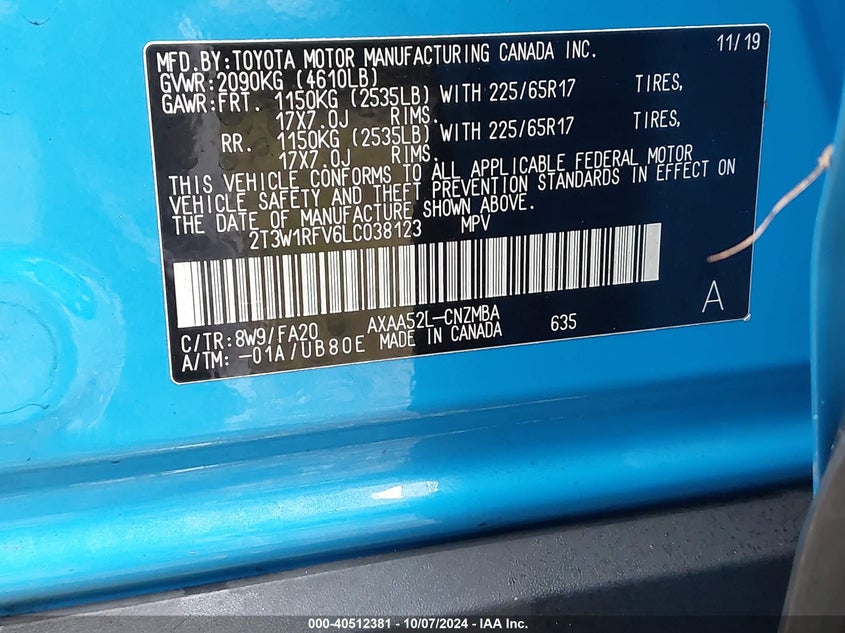 MFD.BY:TOYOTA MOTOR MANUFACTURING CANADA INC. 11/19
GVWR:2090KG (4610LB)
GAWR:FRT. 1150KG (2535LB) WITH 225/65R17 TIRES,
17X7.0J RIMS.
RR. 1150KG (2535LB) WITH 225/65R17 TIRES,
17X7.0J RIMS.
THIS VEHICLE CONFORMS TO ALL APPLICABLE FEDERAL MOTOR
VEHICLE SAFETY AND THEFT PREVENTION STANDARDS IN EFFECT ON
THE DATE OF MANUFACTURE SHOWN ABOVE.
2T3W1RFV6LC038123 MPV
A
C/TR:8W9/FA20 AXAA52L-CNZMBA 635
A/TM: -01A/UB80E MADE IN CANADA
000-40512381 - 10/07/2024 - IAA Inc.